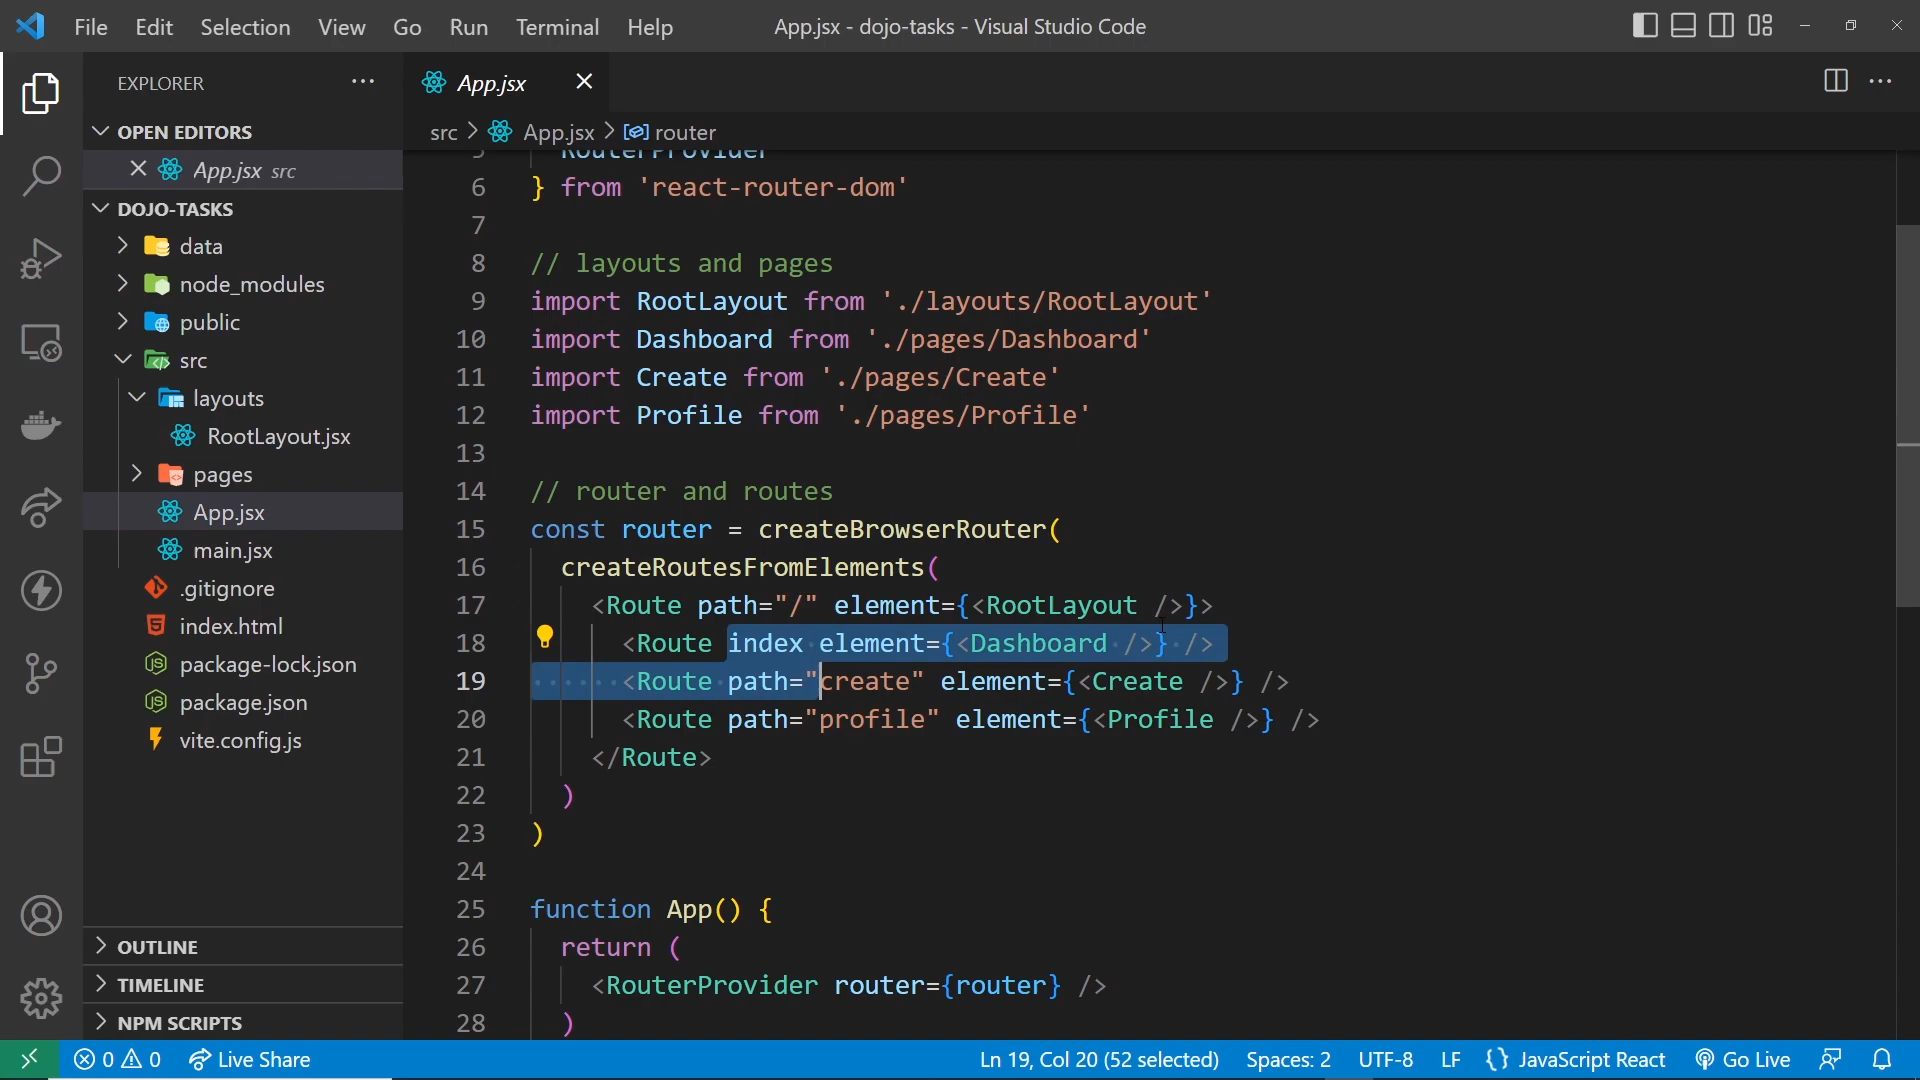 File Edit Selection View Go Run Terminal Help
App.jsx - dojo-tasks - Visual Studio Code
EXPLORER
OPEN EDITORS
App.jsx src
DOJO-TASKS
data
node_modules
public
src
layouts
RootLayout.jsx
pages
App.jsx
main.jsx
.gitignore
index.html
package-lock.json
package.json
vite.config.js
OUTLINE
TIMELINE
NPM SCRIPTS
App.jsx
src > App.jsx > router
5 RouterProvider
6 } from 'react-router-dom'
7
8 // layouts and pages
9 import RootLayout from './layouts/RootLayout'
10 import Dashboard from './pages/Dashboard'
11 import Create from './pages/Create'
12 import Profile from './pages/Profile'
13
14 // router and routes
15 const router = createBrowserRouter(
16 createRoutesFromElements(
17 <Route path="/" element={<RootLayout />}>
18 <Route index element={<Dashboard />} />
19 <Route path="create" element={<Create />} />
20 <Route path="profile" element={<Profile />} />
21 </Route>
22 )
23 )
24
25 function App() {
26 return (
27 <RouterProvider router={router} />
28 )
0 0 Live Share
Ln 19, Col 20 (52 selected) Spaces: 2 UTF-8 LF {} JavaScript React Go Live